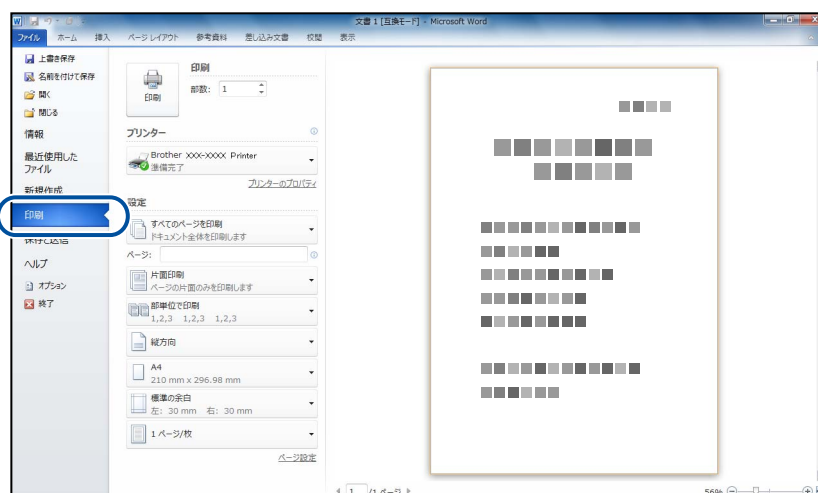 文書 1 [互換モード] - Microsoft Word
ファイル ホーム 挿入 ページ レイアウト 参考資料 差し込み文書 校閲 表示
上書き保存
名前を付けて保存
開く
閉じる
情報
最近使用した
ファイル
新規作成
印刷
保存と送信
ヘルプ
オプション
終了
印刷
印刷
部数: 1
プリンター
Brother XXX-XXXX Printer
準備完了
プリンターのプロパティ
設定
すべてのページを印刷
ドキュメント全体を印刷します
ページ:
片面印刷
ページの片面のみを印刷します
部単位で印刷
1,2,3 1,2,3 1,2,3
縦方向
A4
210 mm x 296.98 mm
標準の余白
左: 30 mm 右: 30 mm
1 ページ/枚
ページ設定
1 /1 ページ
56%